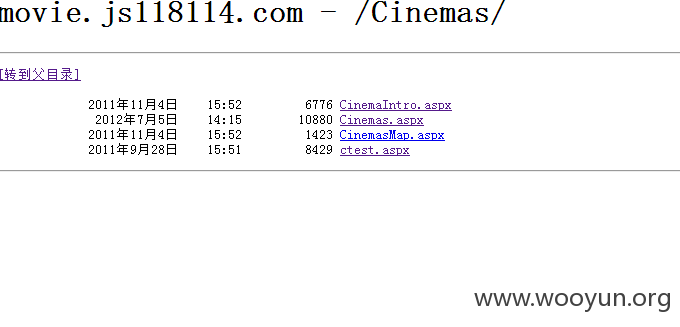 movie.js118114.com - /Cinemas/
[转到父目录]
2011年11月4日 15:52 6776 CinemaIntro.aspx
2012年7月5日 14:15 10880 Cinemas.aspx
2011年11月4日 15:52 1423 CinemasMap.aspx
2011年9月28日 15:51 8429 ctest.aspx
www.wooyun.org